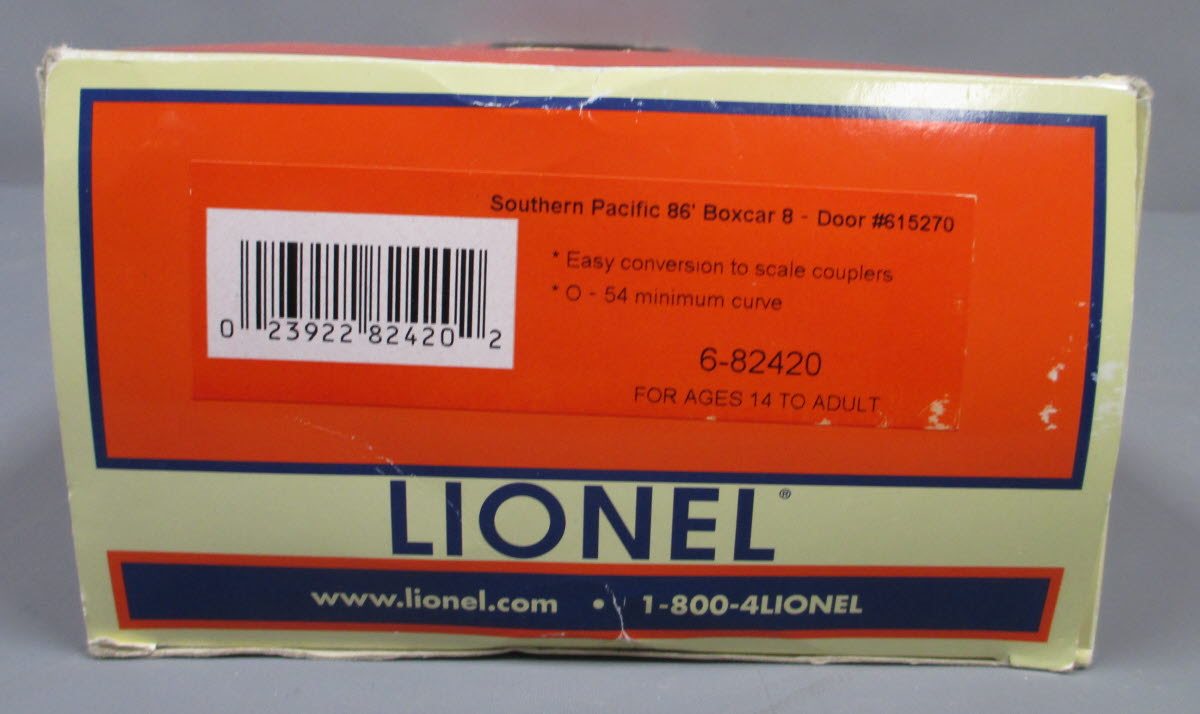 Southern Pacific 86' Boxcar 8 - Door #615270
* Easy conversion to scale couplers
* O - 54 minimum curve
0 23922 82420 2
6-82420
FOR AGES 14 TO ADULT
LIONEL®
www.lionel.com • 1-800-4LIONEL